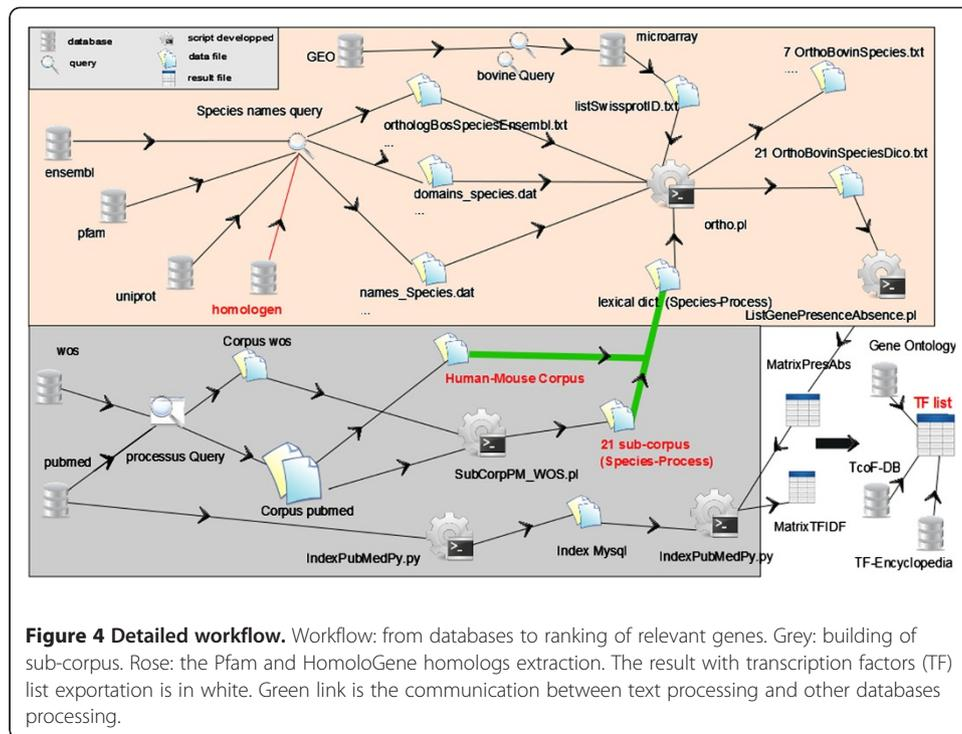 database
query
script developped
data file
result file
GEO
bovine Query
microarray
7 OrthoBovinSpecies.txt
....
Species names query
listSwissprotID.txt
orthologBosSpeciesEnsembl.txt
...
21 OrthoBovinSpeciesDico.txt
ensembl
domains_species.dat
...
pfam
ortho.pl
uniprot
homologen
names_Species.dat
...
lexical dict. (Species-Process)
ListGenePresenceAbsence.pl
wos
Corpus wos
MatrixPresAbs
Gene Ontology
Human-Mouse Corpus
TF list
pubmed
processus Query
21 sub-corpus
(Species-Process)
SubCorpPM_WOS.pl
TcoF-DB
Corpus pubmed
MatrixTFIDF
IndexPubMedPy.py
Index Mysql
IndexPubMedPy.py
TF-Encyclopedia
Figure 4 Detailed workflow. Workflow: from databases to ranking of relevant genes. Grey: building of
sub-corpus. Rose: the Pfam and HomoloGene homologs extraction. The result with transcription factors (TF)
list exportation is in white. Green link is the communication between text processing and other databases
processing.